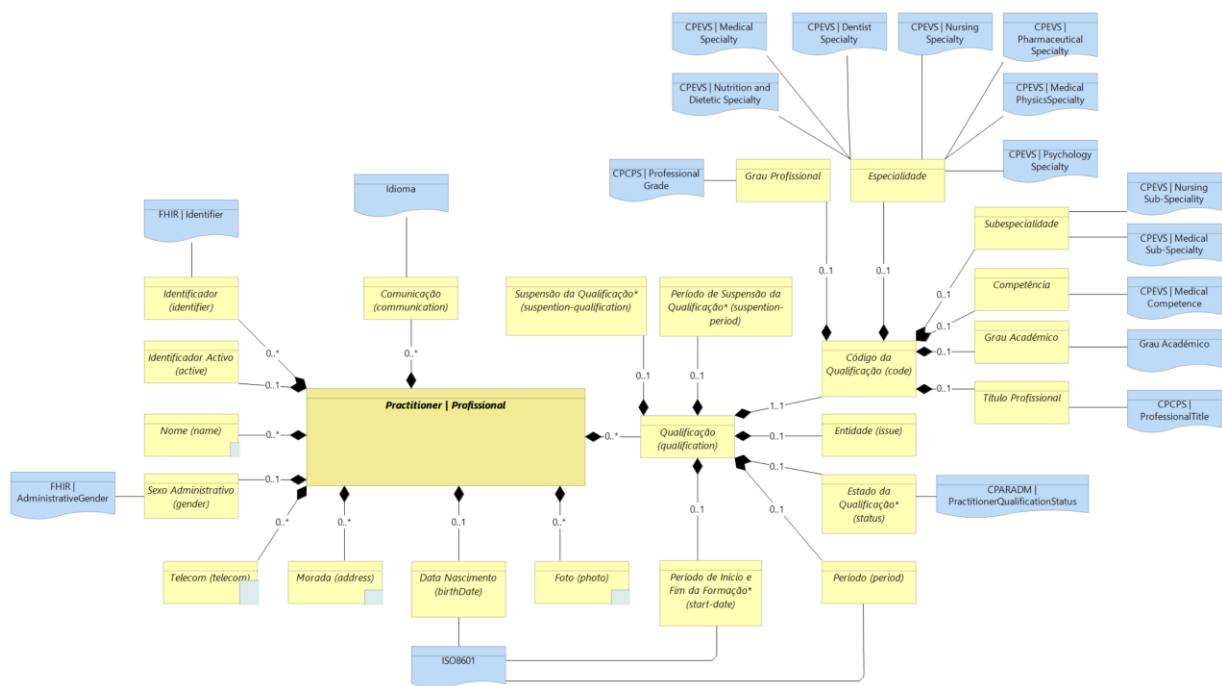 CPEVS | Medical
Specialty
CPEVS | Dentist
Specialty
CPEVS | Nursing
Specialty
CPEVS |
Pharmaceutical
Specialty
CPEVS | Nutrition and
Dietetic Specialty
CPEVS | Medical
PhysicsSpecialty
CPEVS | Psychology
Specialty
CPCPS | Professional
Grade
Grau Profissional
Especialidade
Idioma
FHIR | Identifier
CPEVS | Nursing
Sub-Speciality
Subespecialidade
CPEVS | Medical
Sub-Specialty
Identificador
(identifier)
Comunicação
(communication)
Suspensão da Qualificação*
(suspention-qualification)
Período de Suspensão da
Qualificação* (suspention-
period)
0..1
0..1
0..1
Competência
CPEVS | Medical
Competence
0..1
0..*
0..*
Identificador Activo
(active)
0..1
0..1
0..1
Código da
Qualificação (code)
0..1
Grau Académico
Grau Académico
0..1
Título Profissional
CPCPS |
ProfessionalTitle
Practitioner | Profissional
1..1
Nome (name)
0..*
0..*
Qualificação
(qualification)
0..1
Entidade (issue)
FHIR |
AdministrativeGender
Sexo Administrativo
(gender)
0..1
0..1
Estado da
Qualificação*
(status)
CPARADM |
PractitionerQualificationStatus
0..*
0..*
0..1
0..*
0..1
0..1
Telecom (telecom)
Morada (address)
Data Nascimento
(birthDate)
Foto (photo)
Período de Início e
Fim da Formação*
(start-date)
Período (period)
ISO8601